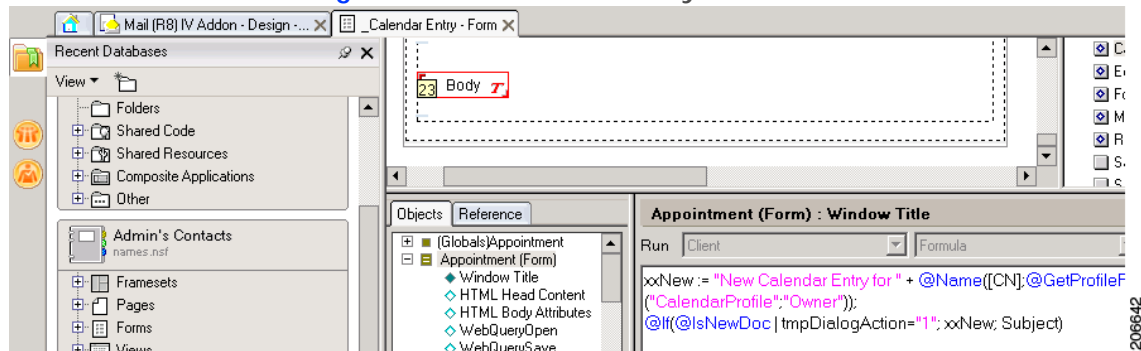 Mail (R8) IV Addon - Design - ...
_Calendar Entry - Form
Recent Databases
View
Folders
Shared Code
Shared Resources
Composite Applications
Other
Admin's Contacts
names.nsf
Framesets
Pages
Forms
Views
23 Body T
Objects
Reference
(Globals)Appointment
Appointment (Form)
Window Title
HTML Head Content
HTML Body Attributes
WebQueryOpen
WebQuerySave
Appointment (Form) : Window Title
Run Client Formula
xxNew := "New Calendar Entry for " + @Name([CN];@GetProfileF
("CalendarProfile";"Owner"));
@If(@IsNewDoc | tmpDialogAction="1"; xxNew; Subject)
206642